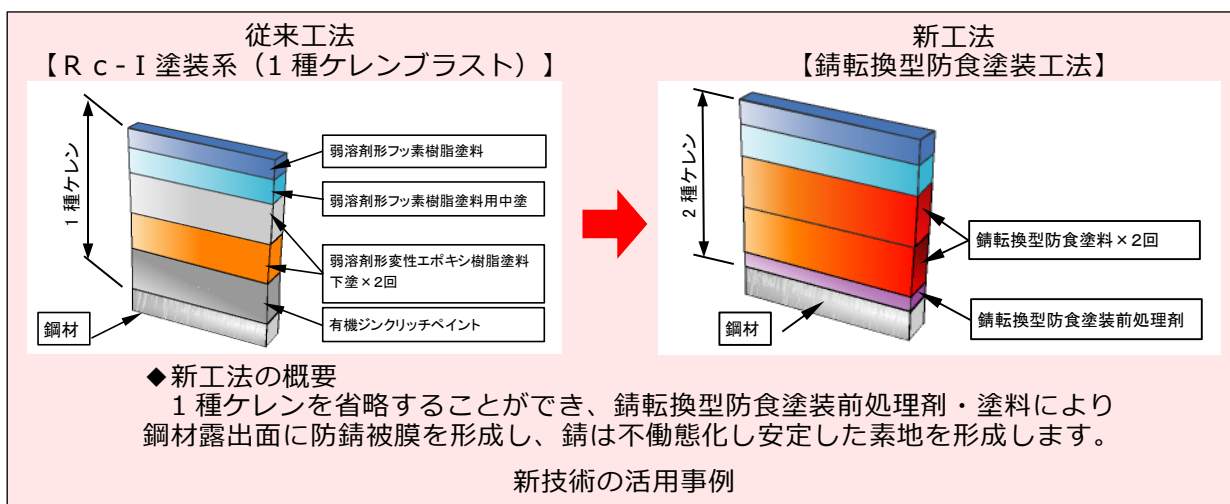 従来工法
【Ｒｃ-Ⅰ塗装系（１種ケレンブラスト）】
１種ケレン
弱溶剤形フッ素樹脂塗料
弱溶剤形フッ素樹脂塗料用中塗
弱溶剤形変性エポキシ樹脂塗料
下塗×２回
有機ジンクリッチペイント
鋼材
新工法
【錆転換型防食塗装工法】
２種ケレン
錆転換型防食塗料×２回
錆転換型防食塗装前処理剤
鋼材
◆新工法の概要
１種ケレンを省略することができ、錆転換型防食塗装前処理剤・塗料により
鋼材露出面に防錆被膜を形成し、錆は不働態化し安定した素地を形成します。
新技術の活用事例